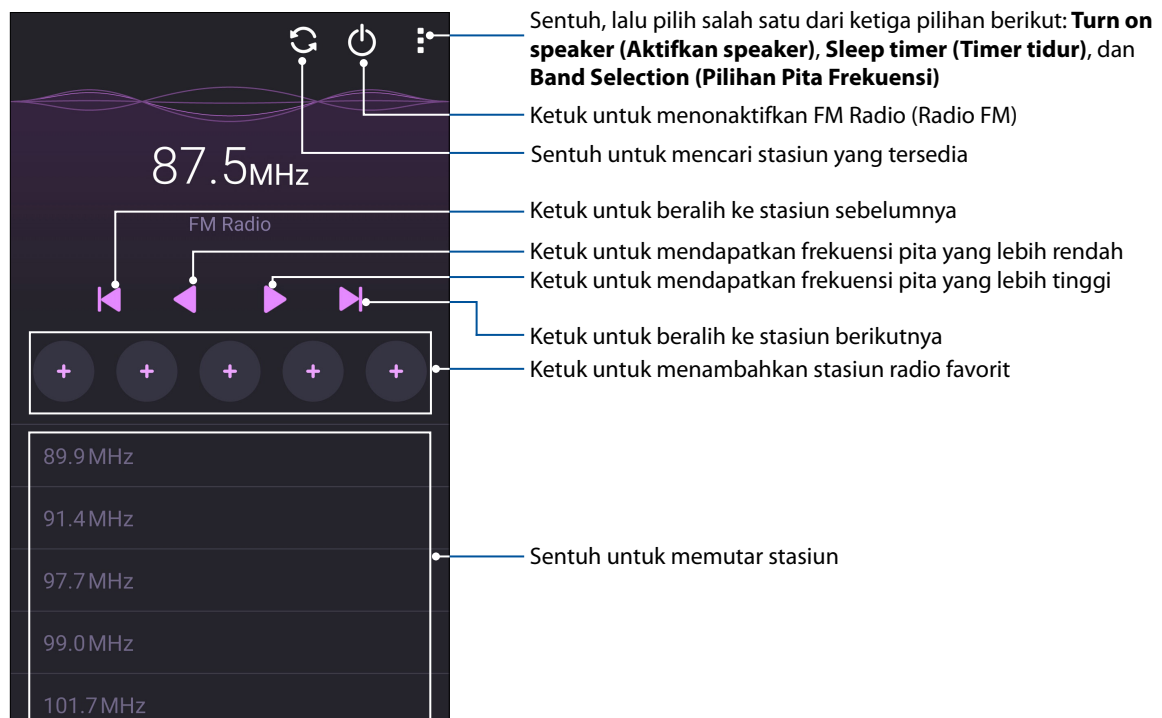 Sentuh, lalu pilih salah satu dari ketiga pilihan berikut: Turn on
speaker (Aktifkan speaker), Sleep timer (Timer tidur), dan
Band Selection (Pilihan Pita Frekuensi)
Ketuk untuk menonaktifkan FM Radio (Radio FM)
Sentuh untuk mencari stasiun yang tersedia
87.5MHz
FM Radio
Ketuk untuk beralih ke stasiun sebelumnya
Ketuk untuk mendapatkan frekuensi pita yang lebih rendah
Ketuk untuk mendapatkan frekuensi pita yang lebih tinggi
Ketuk untuk beralih ke stasiun berikutnya
Ketuk untuk menambahkan stasiun radio favorit
+ + + + +
89.9MHz
91.4MHz
97.7MHz
99.0MHz
101.7MHz
Sentuh untuk memutar stasiun